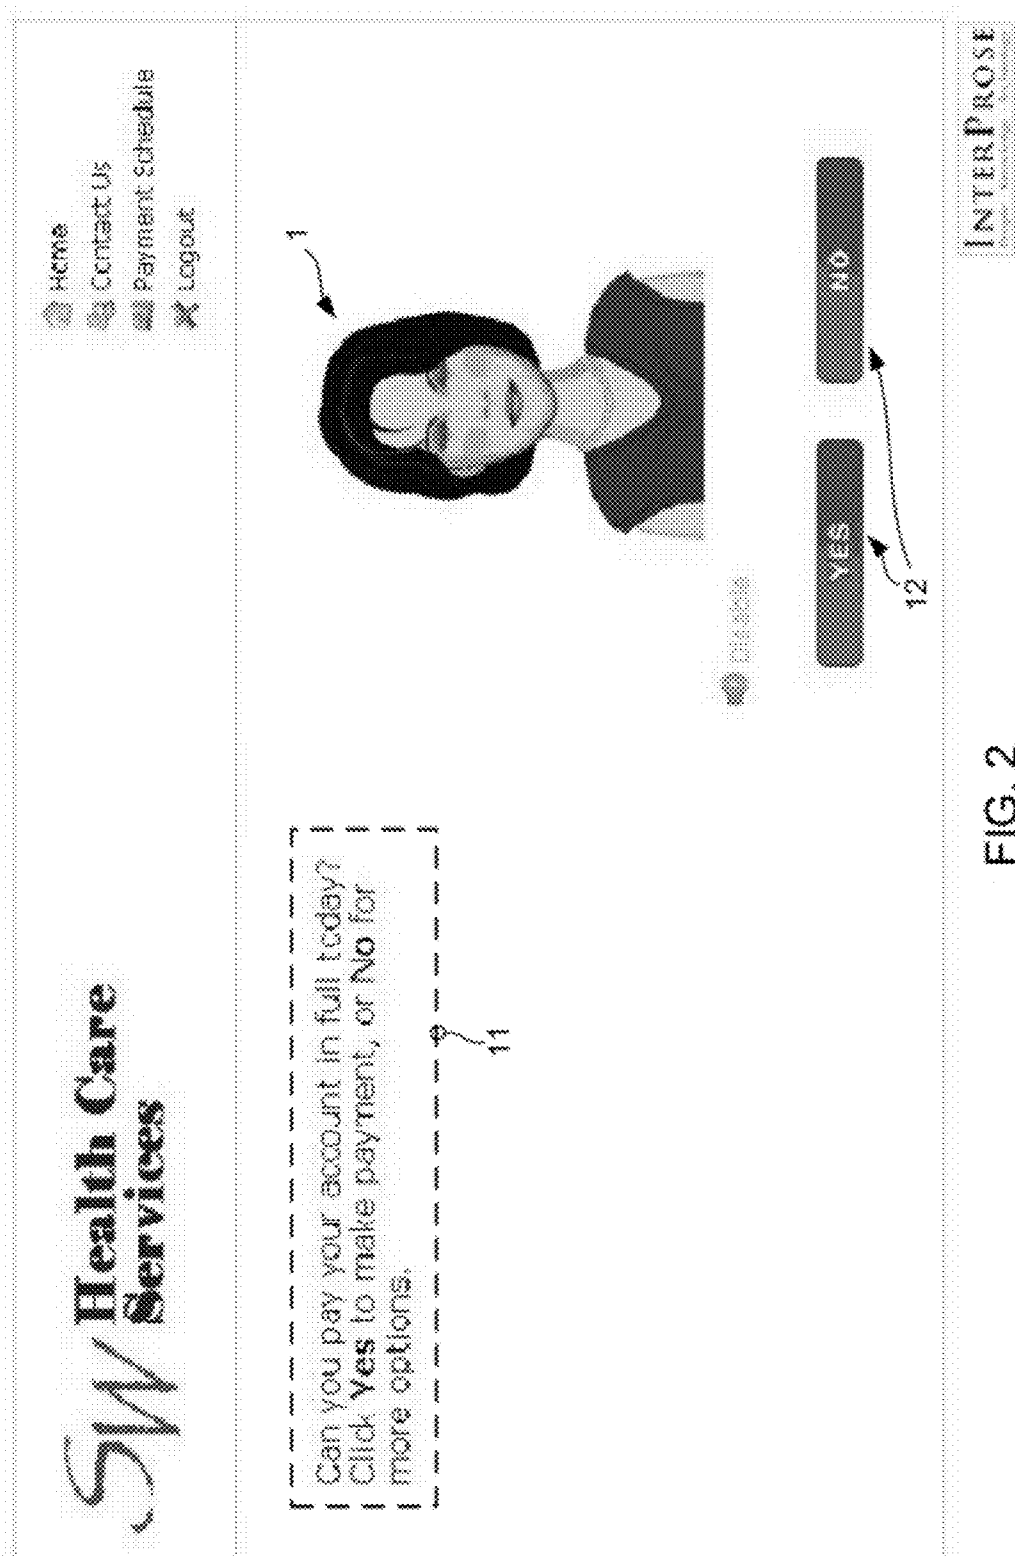 SW Health Care
Services
Home
Contact Us
Payment Schedule
Logout
Can you pay your account in full today?
Click Yes to make payment, or No for
more options.
11
1
Disable
YES
NO
12
INTERPROSE
FIG. 2